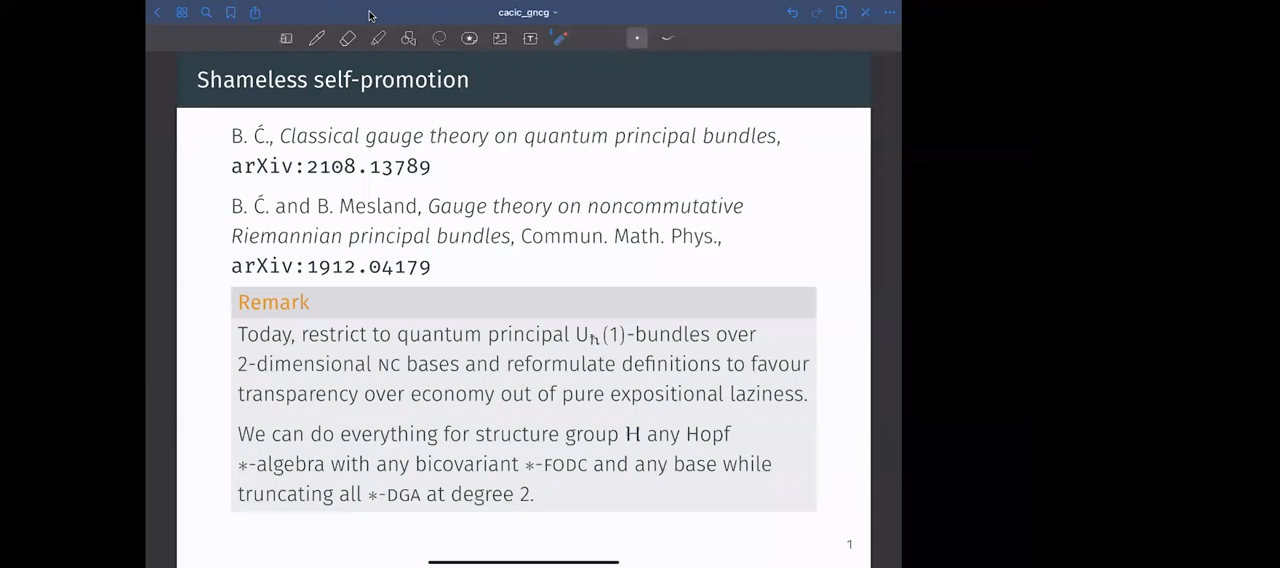 cacic_gncg
Shameless self-promotion
B. Ć., Classical gauge theory on quantum principal bundles,
arXiv:2108.13789
B. Ć. and B. Mesland, Gauge theory on noncommutative
Riemannian principal bundles, Commun. Math. Phys.,
arXiv:1912.04179
Remark
Today, restrict to quantum principal Uℏ(1)-bundles over
2-dimensional NC bases and reformulate definitions to favour
transparency over economy out of pure expositional laziness.
We can do everything for structure group H any Hopf
∗-algebra with any bicovariant ∗-FODC and any base while
truncating all ∗-DGA at degree 2.
1